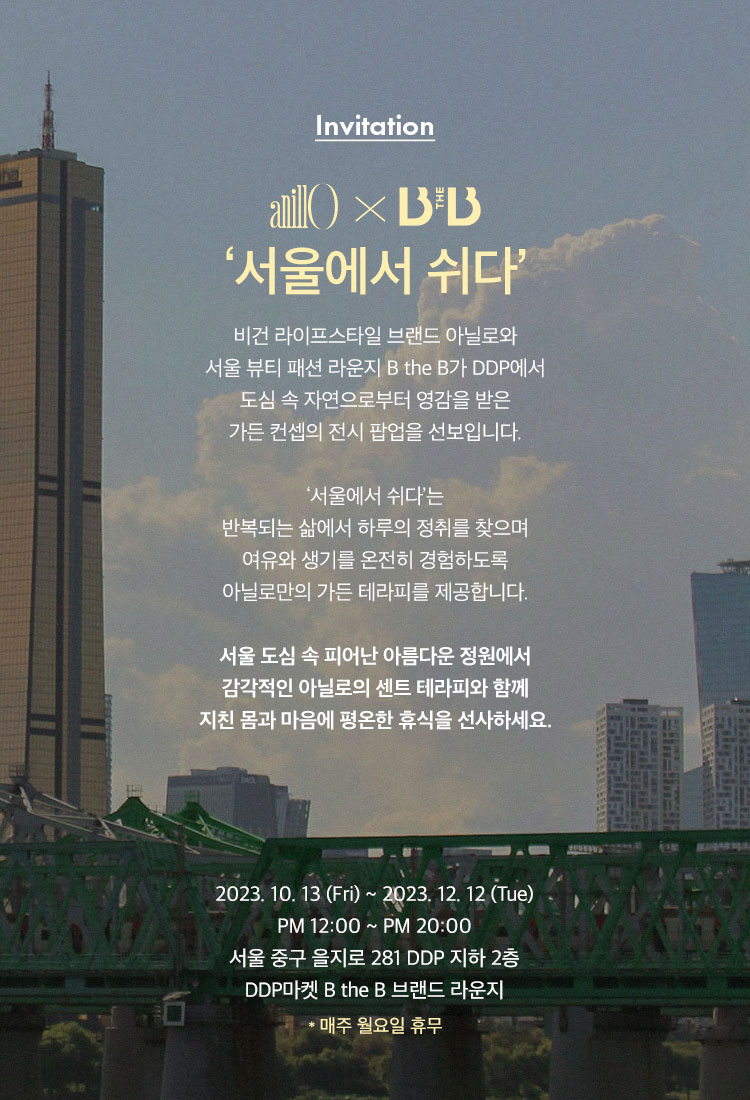 Invitation
anillO × B THE B
‘서울에서 쉬다’
비건 라이프스타일 브랜드 아닐로와
서울 뷰티 패션 라운지 B the B가 DDP에서
도심 속 자연으로부터 영감을 받은
가든 컨셉의 전시 팝업을 선보입니다.
‘서울에서 쉬다’는
반복되는 삶에서 하루의 정취를 찾으며
여유와 생기를 온전히 경험하도록
아닐로만의 가든 테라피를 제공합니다.
서울 도심 속 피어난 아름다운 정원에서
감각적인 아닐로의 센트 테라피와 함께
지친 몸과 마음에 평온한 휴식을 선사하세요.
2023. 10. 13 (Fri) ~ 2023. 12. 12 (Tue)
PM 12:00 ~ PM 20:00
서울 중구 을지로 281 DDP 지하 2층
DDP마켓 B the B 브랜드 라운지
* 매주 월요일 휴무